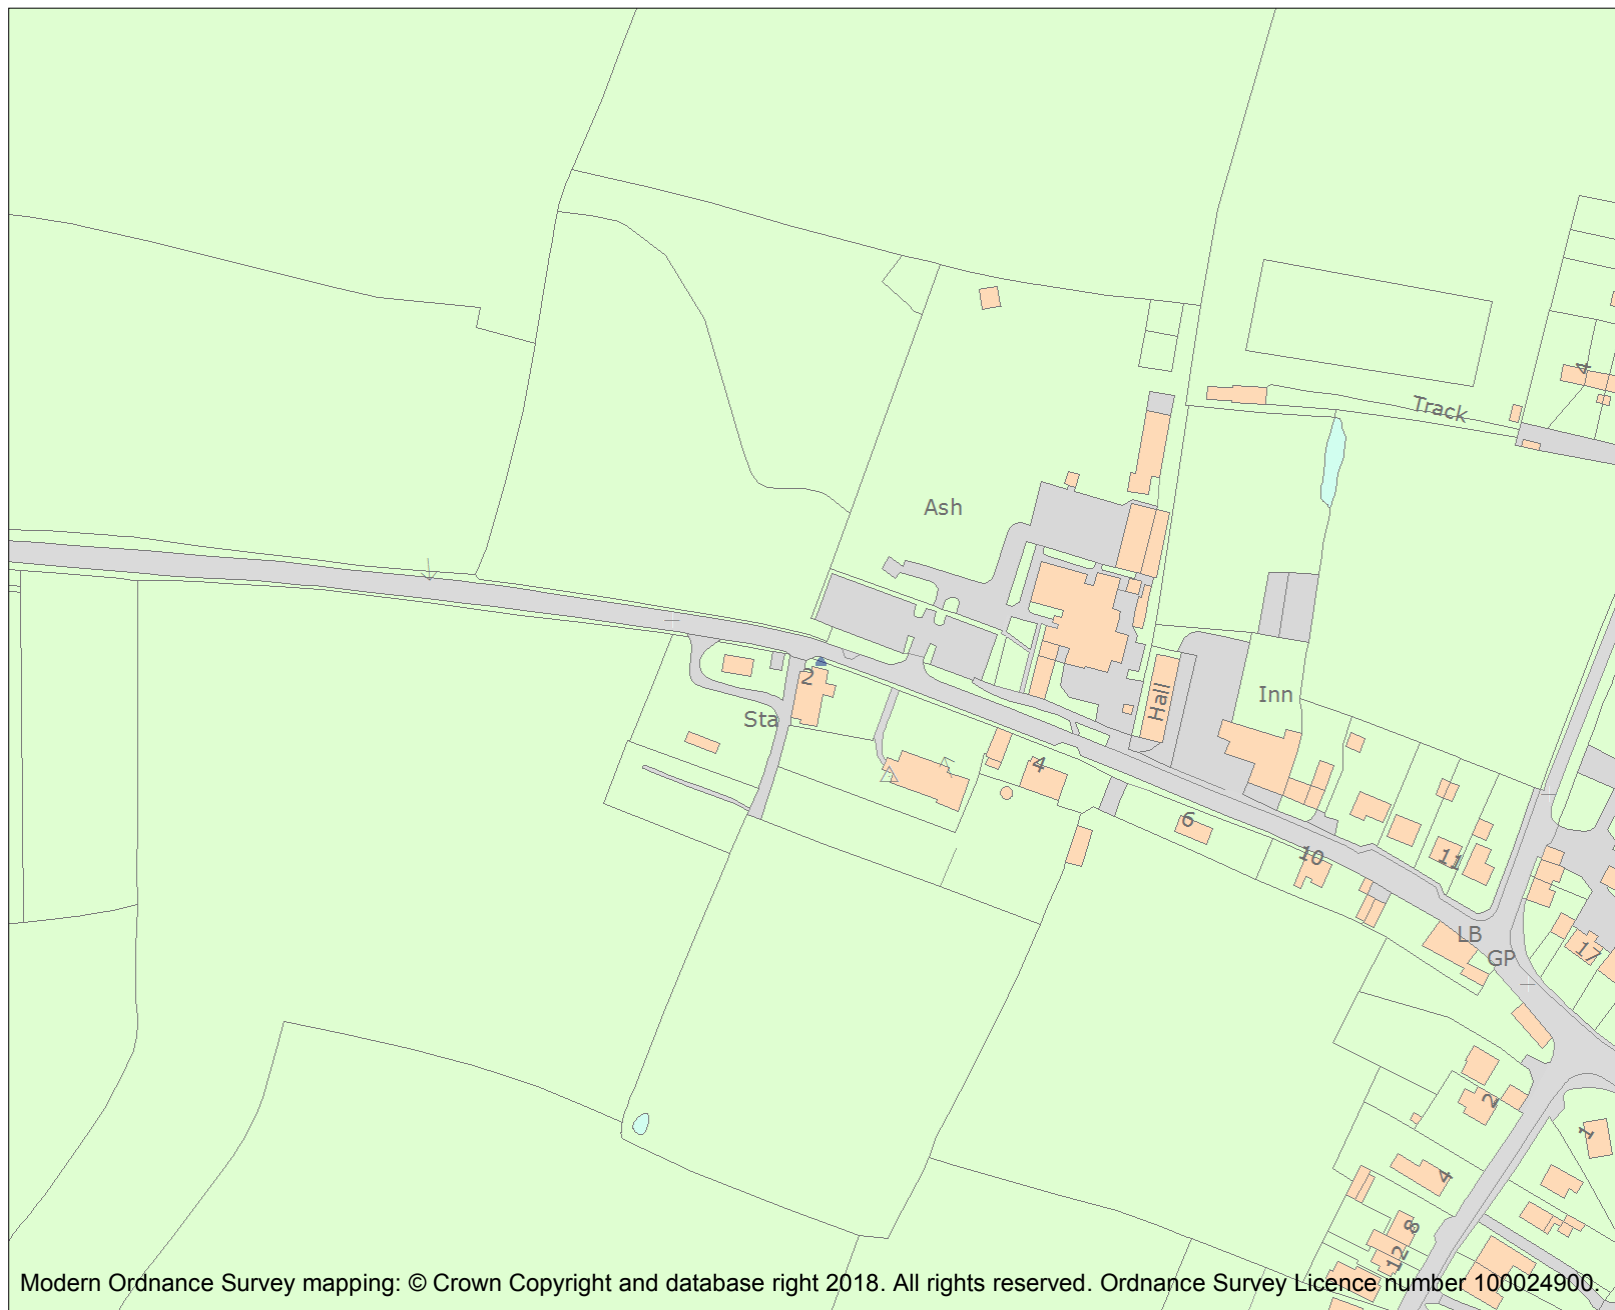 4
Track
Ash
2
Sta
Hall
Inn
4
6
10
11
LB
GP
17
2
1
4
8
12
Modern Ordnance Survey mapping: © Crown Copyright and database right 2018. All rights reserved. Ordnance Survey Licence number 100024900.